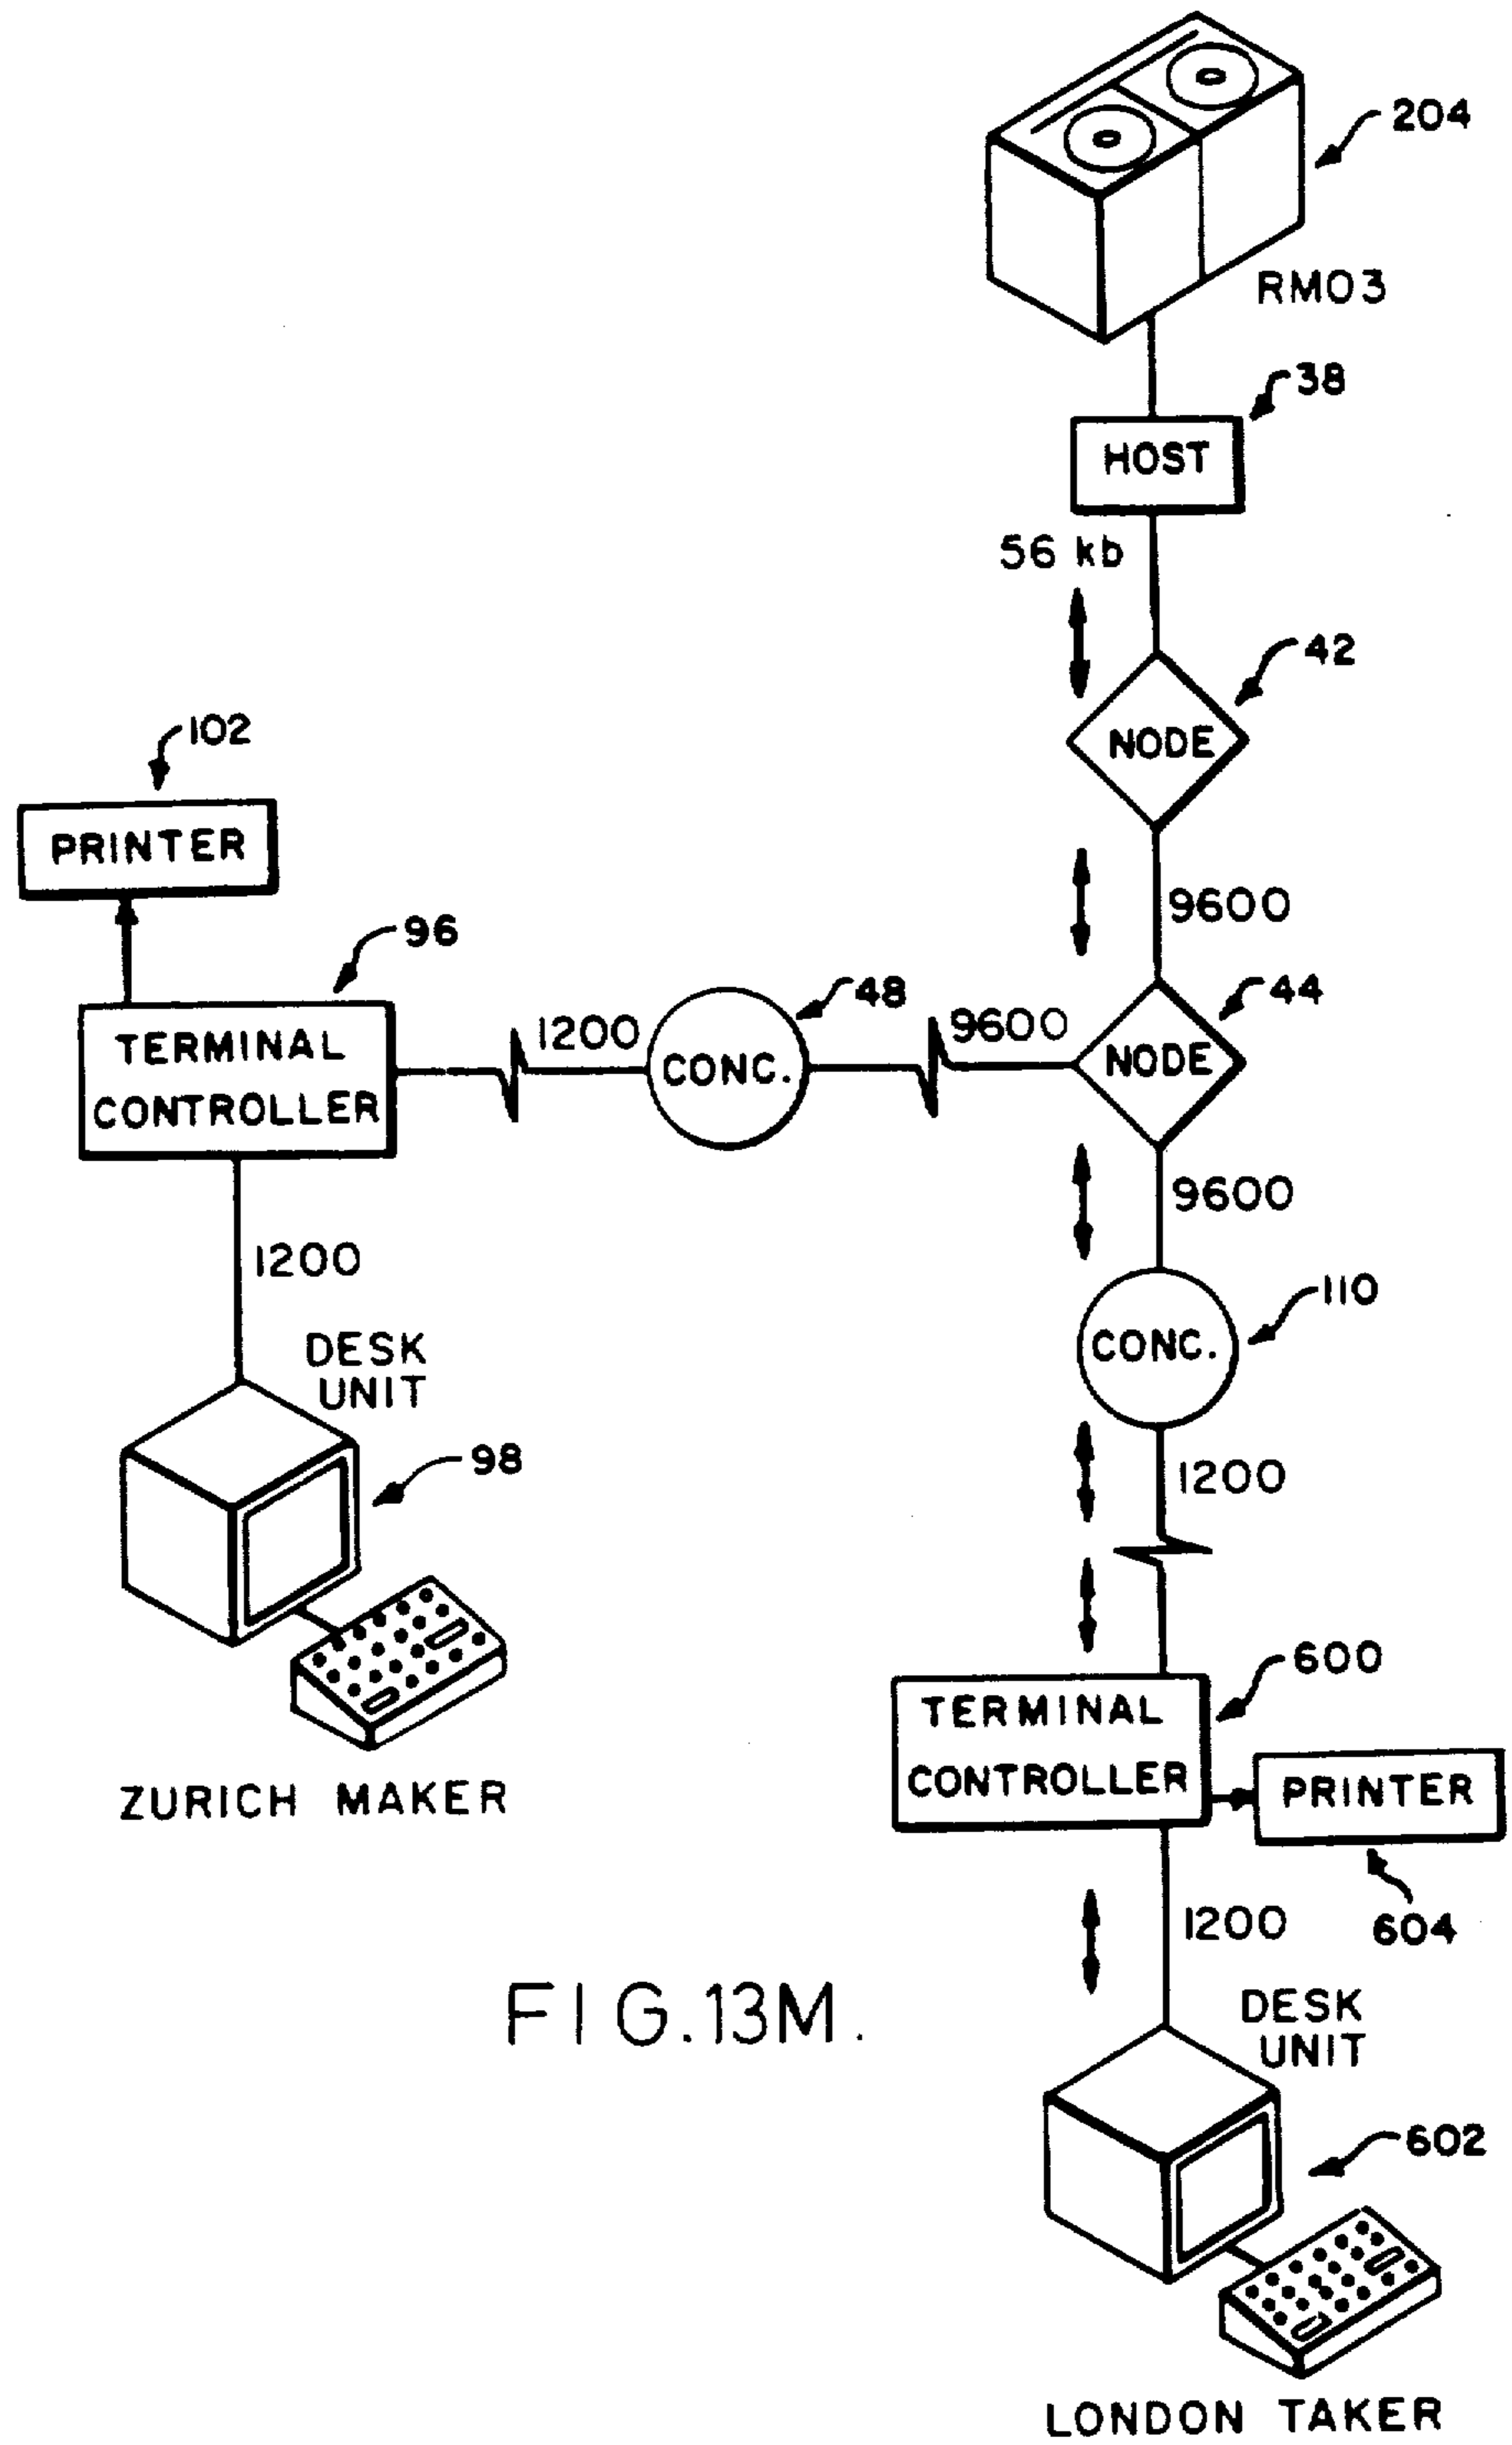 204
RM03
38
HOST
56 kb
42
NODE
102
PRINTER
9600
96
44
48
1200
9600
TERMINAL
CONTROLLER
CONC.
NODE
9600
1200
110
DESK
UNIT
CONC.
98
1200
600
TERMINAL
CONTROLLER
PRINTER
ZURICH MAKER
604
1200
FIG.13M.
DESK
UNIT
602
LONDON TAKER